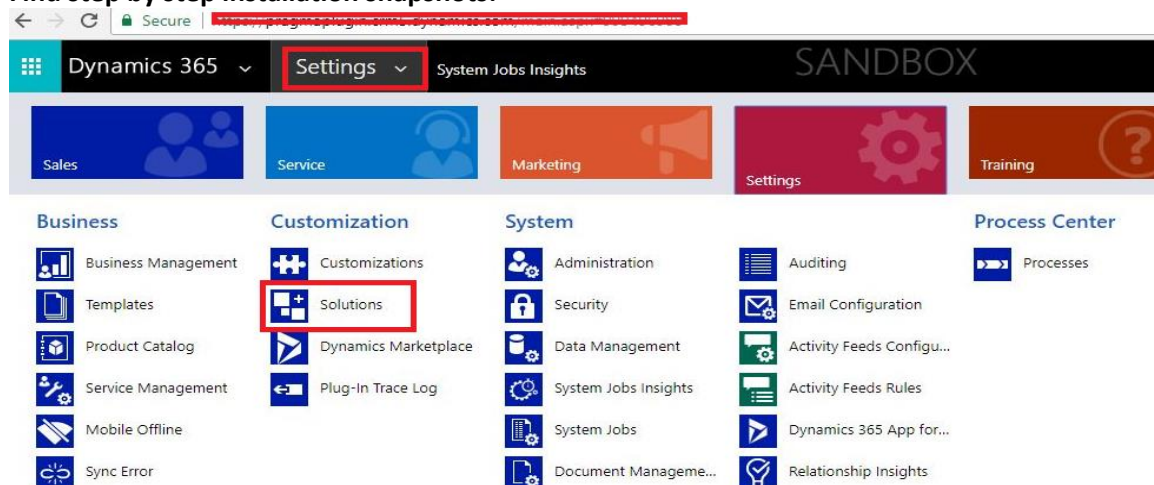 Find step by step installation snapshots:
Secure
Dynamics 365 Settings System Jobs Insights SANDBOX
Sales Service Marketing Settings Training
Business Customization System Process Center
Business Management Customizations Administration Auditing Processes
Templates Solutions Security Email Configuration
Product Catalog Dynamics Marketplace Data Management Activity Feeds Configu...
Service Management Plug-In Trace Log System Jobs Insights Activity Feeds Rules
Mobile Offline System Jobs Dynamics 365 App for...
Sync Error Document Manageme... Relationship Insights